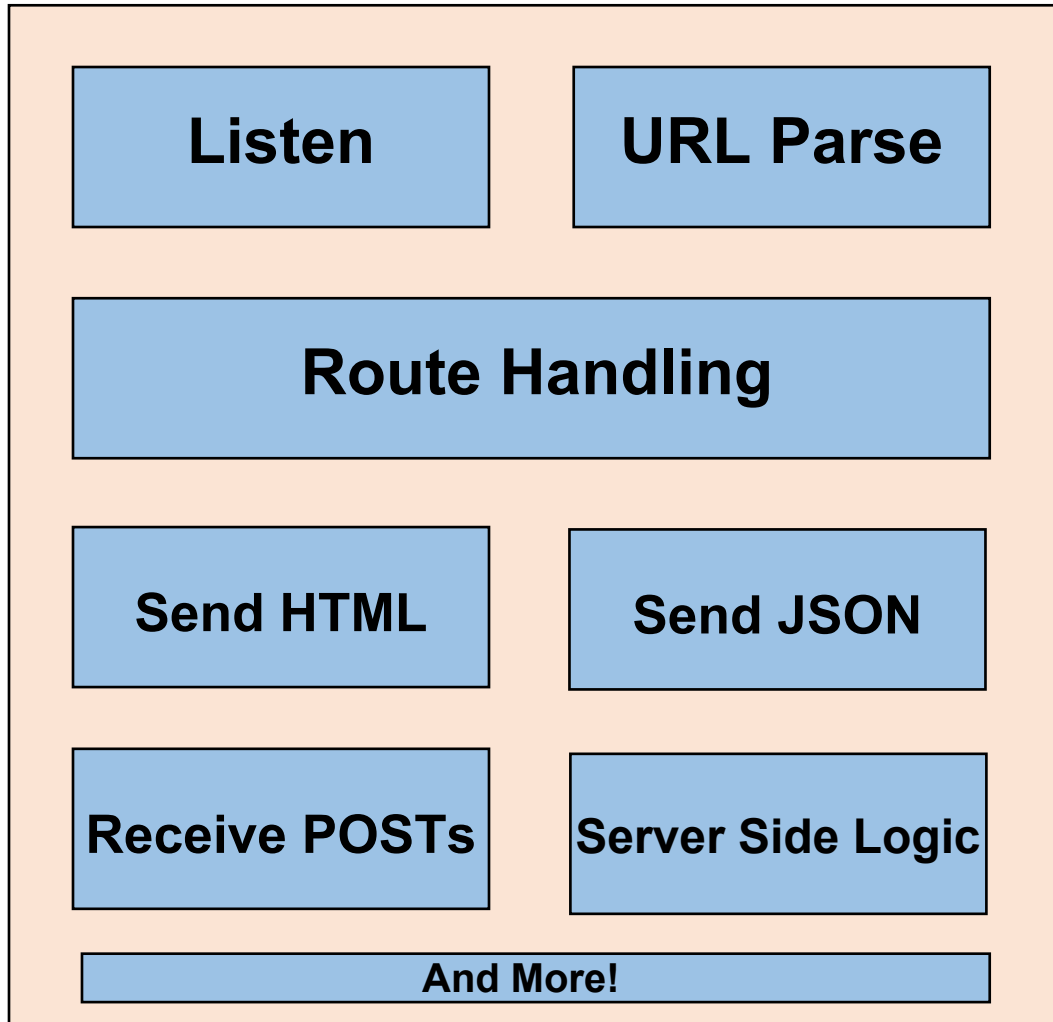 Listen
URL Parse
Route Handling
Send HTML
Send JSON
Receive POSTs
Server Side Logic
And More!